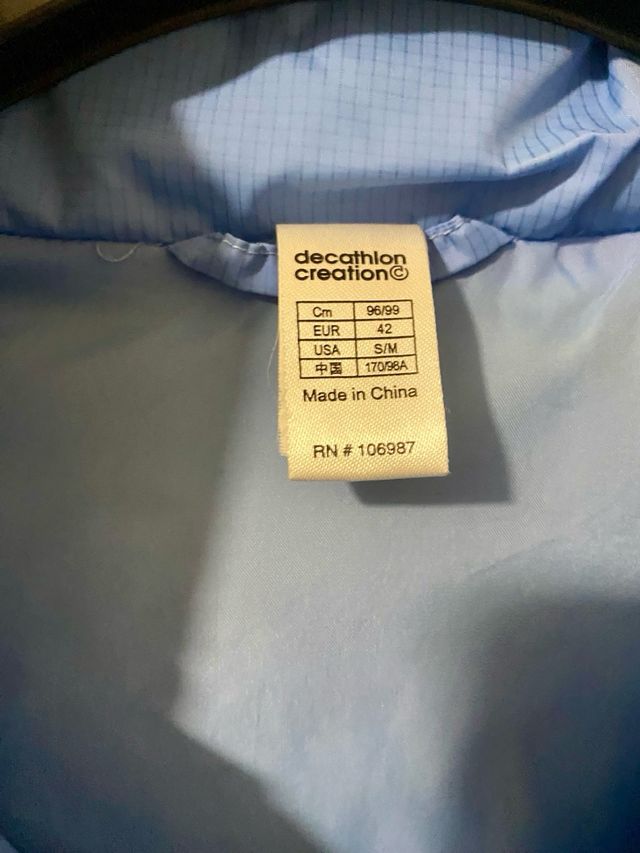 decathlon
creation©
Cm 96/99
EUR 42
USA S/M
中国 170/96A
Made in China
RN # 106987